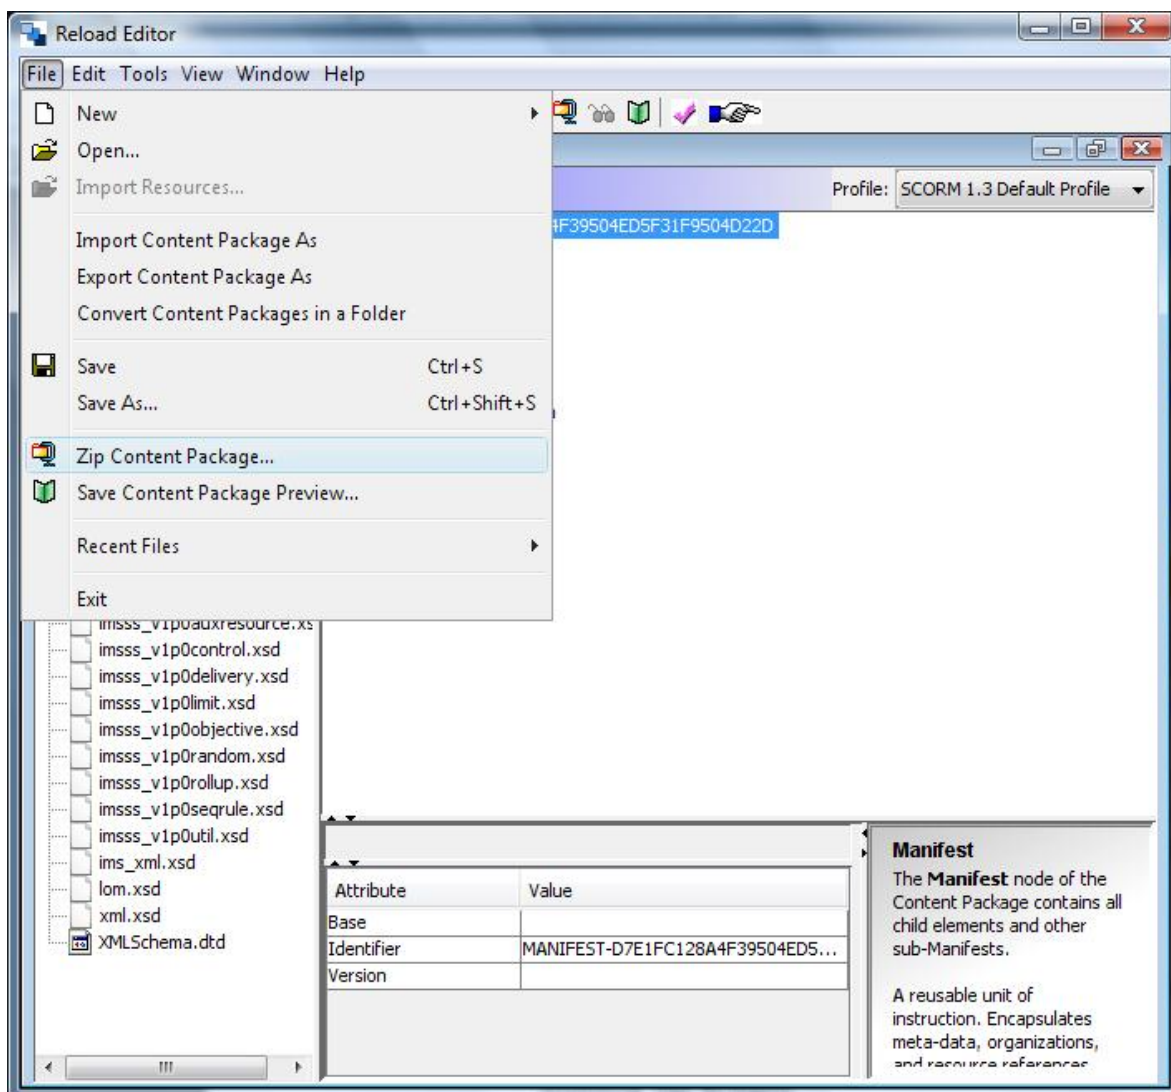 Reload Editor
File Edit Tools View Window Help
New
Open...
Import Resources...
Profile: SCORM 1.3 Default Profile
4F39504ED5F31F9504D22D
Import Content Package As
Export Content Package As
Convert Content Packages in a Folder
Save Ctrl+S
Save As... Ctrl+Shift+S
Zip Content Package...
Save Content Package Preview...
Recent Files
Exit
imsss_v1p0auxresource.xs
imsss_v1p0control.xsd
imsss_v1p0delivery.xsd
imsss_v1p0limit.xsd
imsss_v1p0objective.xsd
imsss_v1p0random.xsd
imsss_v1p0rollup.xsd
imsss_v1p0seqrule.xsd
imsss_v1p0util.xsd
ims_xml.xsd
lom.xsd
xml.xsd
XMLSchema.dtd
Attribute Value
Base
Identifier MANIFEST-D7E1FC128A4F39504ED5...
Version
Manifest
The Manifest node of the
Content Package contains all
child elements and other
sub-Manifests.
A reusable unit of
instruction. Encapsulates
meta-data, organizations,
and resource references